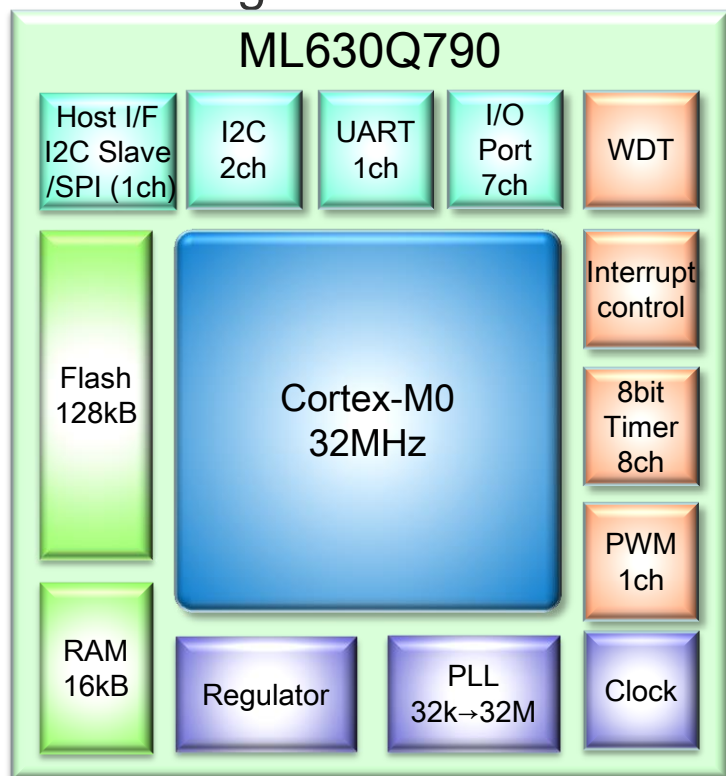 ML630Q790
Host I/F
I2C Slave
/SPI (1ch)
I2C
2ch
UART
1ch
I/O
Port
7ch
WDT
Flash
128kB
Cortex-M0
32MHz
Interrupt
control
8bit
Timer
8ch
PWM
1ch
RAM
16kB
Regulator
PLL
32k→32M
Clock